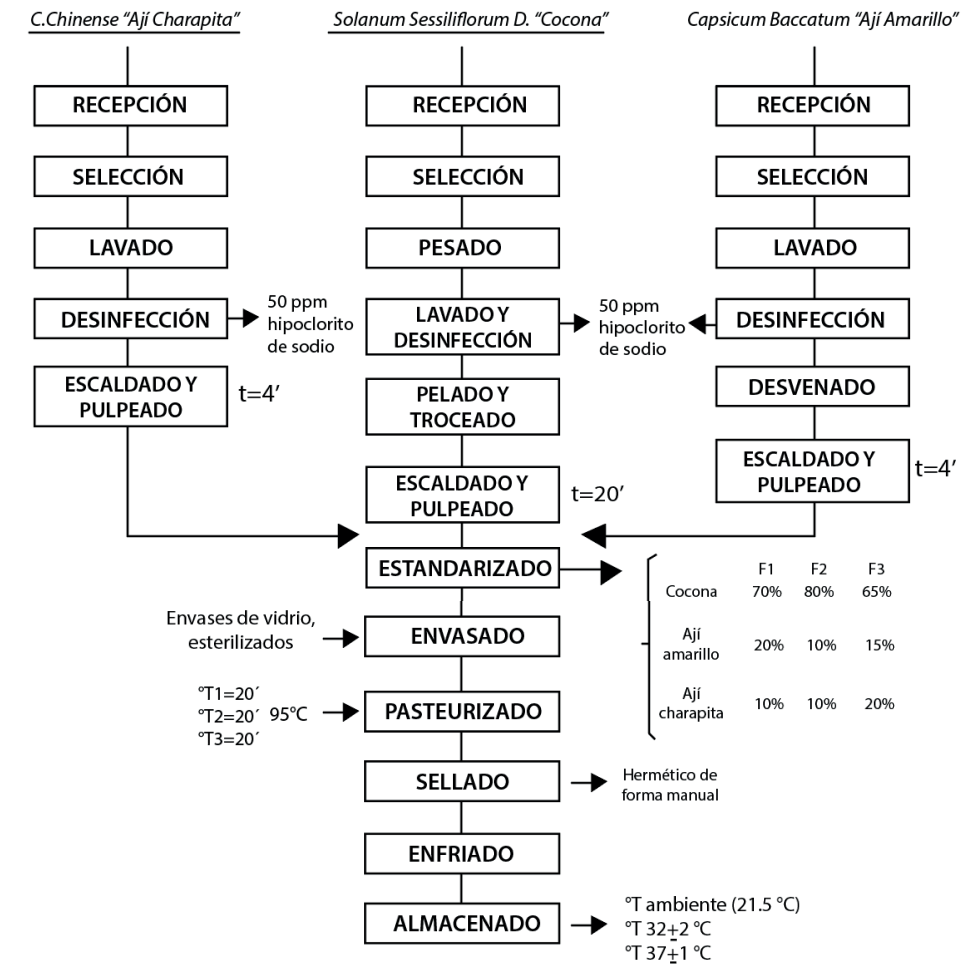 C.Chinense “Ají Charapita”
RECEPCIÓN
SELECCIÓN
LAVADO
DESINFECCIÓN
50 ppm
hipoclorito
de sodio
ESCALDADO Y
PULPEADO
t=4’
Solanum Sessiliflorum D. “Cocona”
RECEPCIÓN
SELECCIÓN
PESADO
LAVADO Y
DESINFECCIÓN
50 ppm
hipoclorito
de sodio
PELADO Y
TROCEADO
ESCALDADO Y
PULPEADO
t=20’
Capsicum Baccatum “Ají Amarillo”
RECEPCIÓN
SELECCIÓN
LAVADO
DESINFECCIÓN
DESVENADO
ESCALDADO Y
PULPEADO
t=4’
ESTANDARIZADO
F1 F2 F3
Cocona 70% 80% 65%
Ají
amarillo 20% 10% 15%
Ají
charapita 10% 10% 20%
Envases de vidrio,
esterilizados
ENVASADO
°T1=20´
°T2=20´ 95°C
°T3=20´
PASTEURIZADO
SELLADO
Hermético de
forma manual
ENFRIADO
ALMACENADO
°T ambiente (21.5 °C)
°T 32±2 °C
°T 37±1 °C